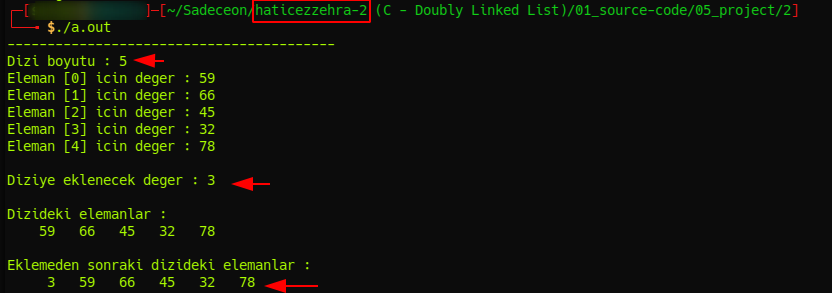 [~/Sadeceon/haticezzehra-2 (C - Doubly Linked List)/01_source-code/05_project/2]
$./a.out
-----------------------------------------
Dizi boyutu : 5
Eleman [0] icin deger : 59
Eleman [1] icin deger : 66
Eleman [2] icin deger : 45
Eleman [3] icin deger : 32
Eleman [4] icin deger : 78
Diziye eklenecek deger : 3
Dizideki elemanlar :
59 66 45 32 78
Eklemeden sonraki dizideki elemanlar :
3 59 66 45 32 78